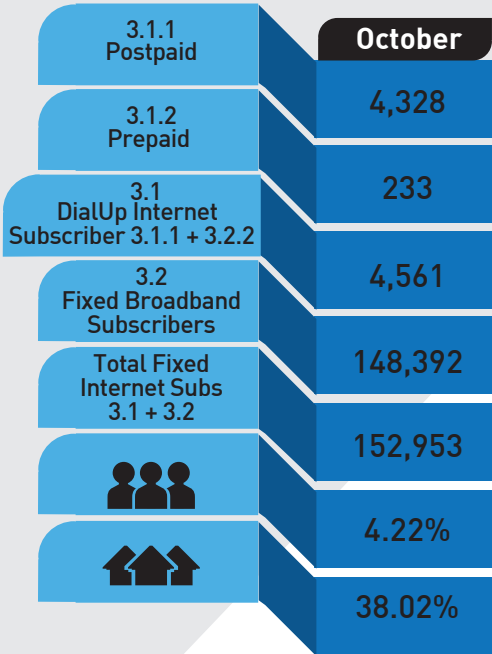 October
3.1.1
Postpaid
4,328
3.1.2
Prepaid
233
3.1
DialUp Internet
Subscriber 3.1.1 + 3.2.2
4,561
3.2
Fixed Broadband
Subscribers
148,392
Total Fixed
Internet Subs
3.1 + 3.2
152,953
4.22%
38.02%